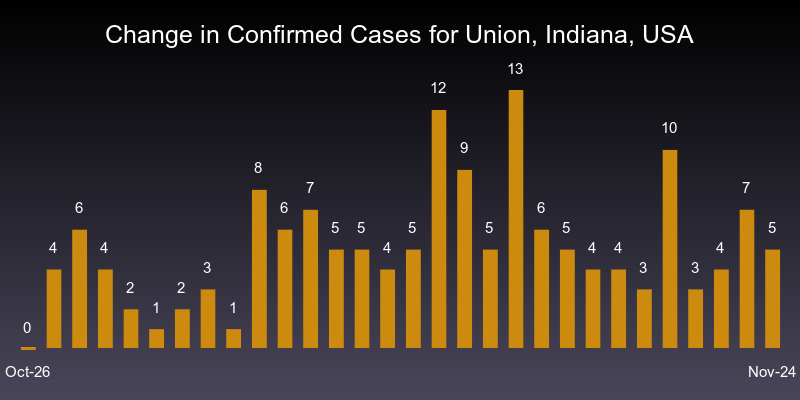 Change in Confirmed Cases for Union, Indiana, USA
0 4 6 4 2 1 2 3 1 8 6 7 5 5 4 5 12 9 5 13 6 5 4 4 3 10 3 4 7 5
Oct-26 Nov-24